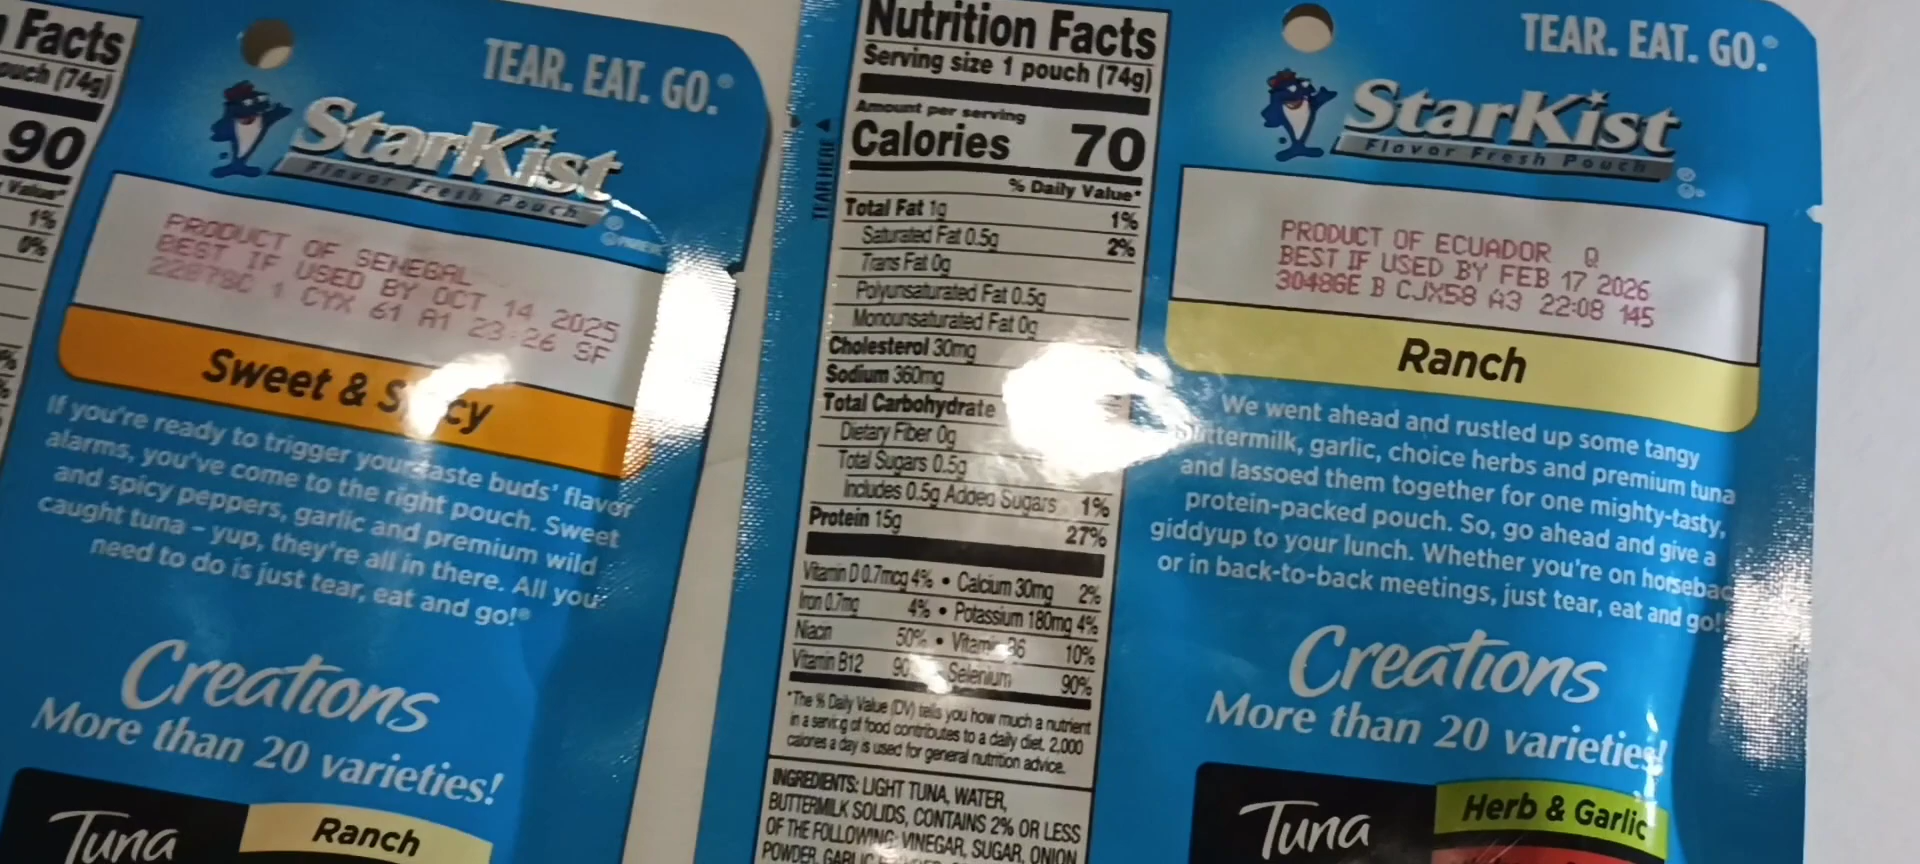 Facts
pouch (74g)
90
Value*
1%
0%
TEAR. EAT. GO.®
StarKist
Flavor Fresh Pouch
®
PRODUCT OF SENEGAL
BEST IF USED BY OCT 14 2025
1 CYX 61 A1 23:26 SF
Sweet & Spicy
If you're ready to trigger your taste buds' flavor
alarms, you've come to the right pouch. Sweet
and spicy peppers, garlic and premium wild
caught tuna – yup, they're all in there. All you
need to do is just tear, eat and go!®
Creations
More than 20 varieties!
Tuna
Ranch
TEAR HERE
Nutrition Facts
Serving size 1 pouch (74g)
Amount per serving
Calories 70
% Daily Value*
Total Fat 1g 1%
Saturated Fat 0.5g 2%
Trans Fat 0g
Polyunsaturated Fat 0.5g
Monounsaturated Fat 0g
Cholesterol 30mg
Sodium 360mg
Total Carbohydrate
Dietary Fiber 0g
Total Sugars 0.5g
Includes 0.5g Added Sugars 1%
Protein 15g 27%
Vitamin D 0.7mcg 4% • Calcium 30mg 2%
Iron 0.7mg 4% • Potassium 180mg 4%
Niacin 50% • Vitamin B6 10%
Vitamin B12 Selenium 90%
*The % Daily Value (DV) tells you how much a nutrient
in a serving of food contributes to a daily diet. 2,000
calories a day is used for general nutrition advice.
INGREDIENTS: LIGHT TUNA, WATER,
BUTTERMILK SOLIDS, CONTAINS 2% OR LESS
OF THE FOLLOWING: VINEGAR, SUGAR, ONION
POWDER, GARLIC
TEAR. EAT. GO.®
StarKist
Flavor Fresh Pouch
®
PRODUCT OF ECUADOR Q
BEST IF USED BY FEB 17 2026
30486E B CJX58 A3 22:08 145
Ranch
We went ahead and rustled up some tangy
buttermilk, garlic, choice herbs and premium tuna
and lassoed them together for one mighty-tasty,
protein-packed pouch. So, go ahead and give a
giddyup to your lunch. Whether you're on horseback
or in back-to-back meetings, just tear, eat and go!
Creations
More than 20 varieties!
Tuna
Herb & Garlic